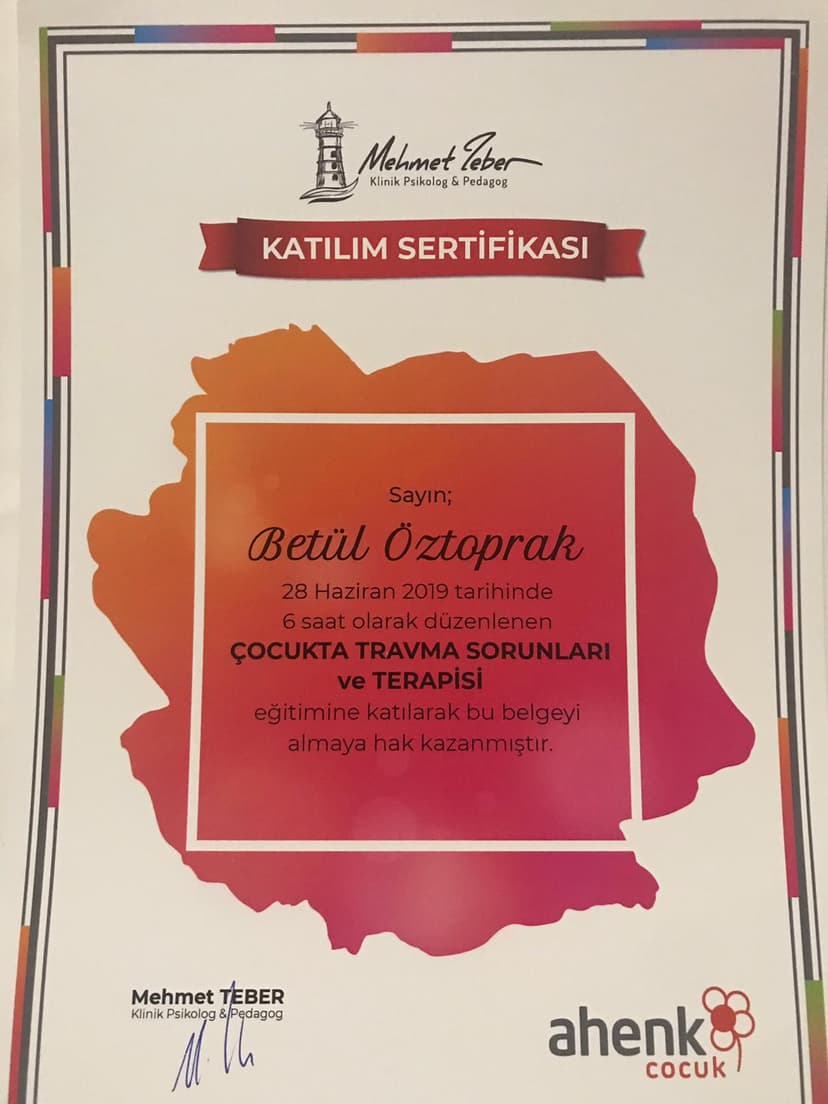 Mehmet Teber
Klinik Psikolog & Pedagog
KATILIM SERTİFİKASI
Sayın;
Betül Öztoprak
28 Haziran 2019 tarihinde
6 saat olarak düzenlenen
ÇOCUKTA TRAVMA SORUNLARI
ve TERAPİSİ
eğitimine katılarak bu belgeyi
almaya hak kazanmıştır.
Mehmet TEBER
Klinik Psikolog & Pedagog
ahenk
cocuk